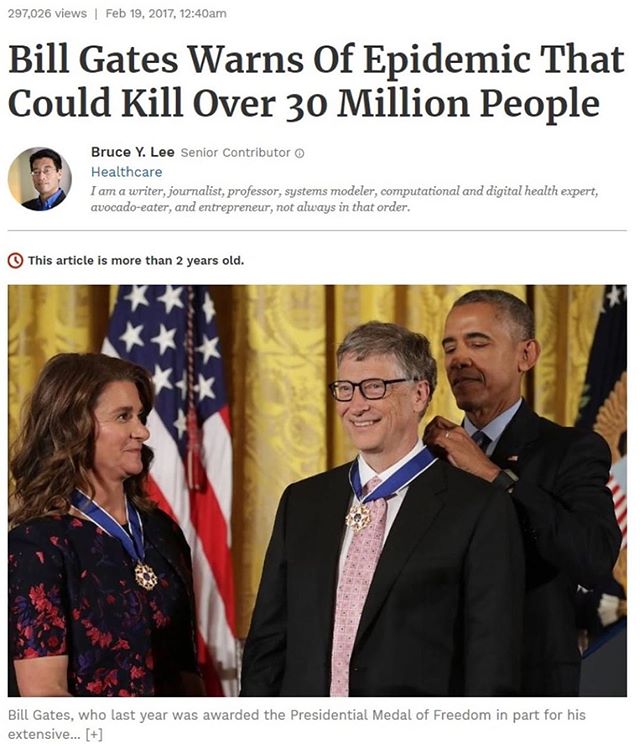 297,026 views | Feb 19, 2017, 12:40am
Bill Gates Warns Of Epidemic That
Could Kill Over 30 Million People
Bruce Y. Lee Senior Contributor
Healthcare
I am a writer, journalist, professor, systems modeler, computational and digital health expert,
avocado-eater, and entrepreneur, not always in that order.
This article is more than 2 years old.
Bill Gates, who last year was awarded the Presidential Medal of Freedom in part for his
extensive... [+]